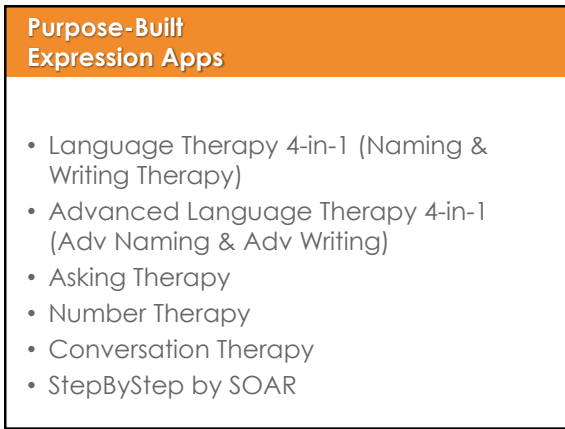 Purpose-Built
Expression Apps
• Language Therapy 4-in-1 (Naming &
Writing Therapy)
• Advanced Language Therapy 4-in-1
(Adv Naming & Adv Writing)
• Asking Therapy
• Number Therapy
• Conversation Therapy
• StepByStep by SOAR